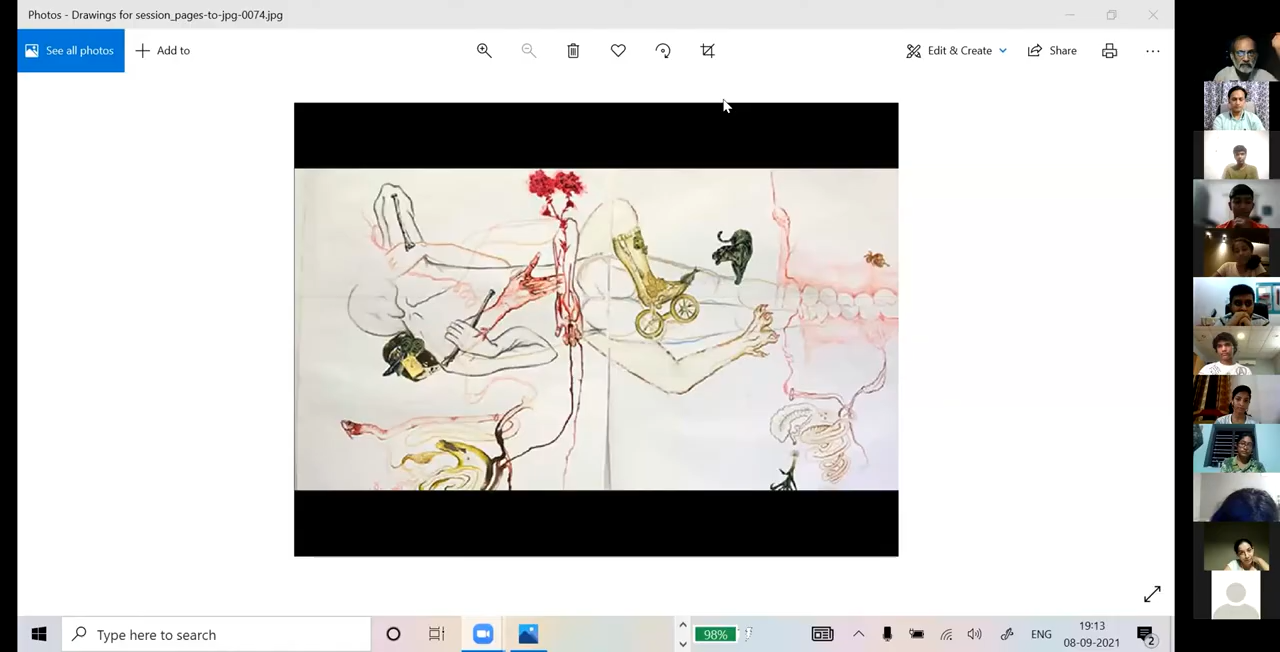 Photos - Drawings for session_pages-to-jpg-0074.jpg
See all photos
Add to
Edit & Create
Share
Type here to search
98%
ENG
19:13
08-09-2021
2